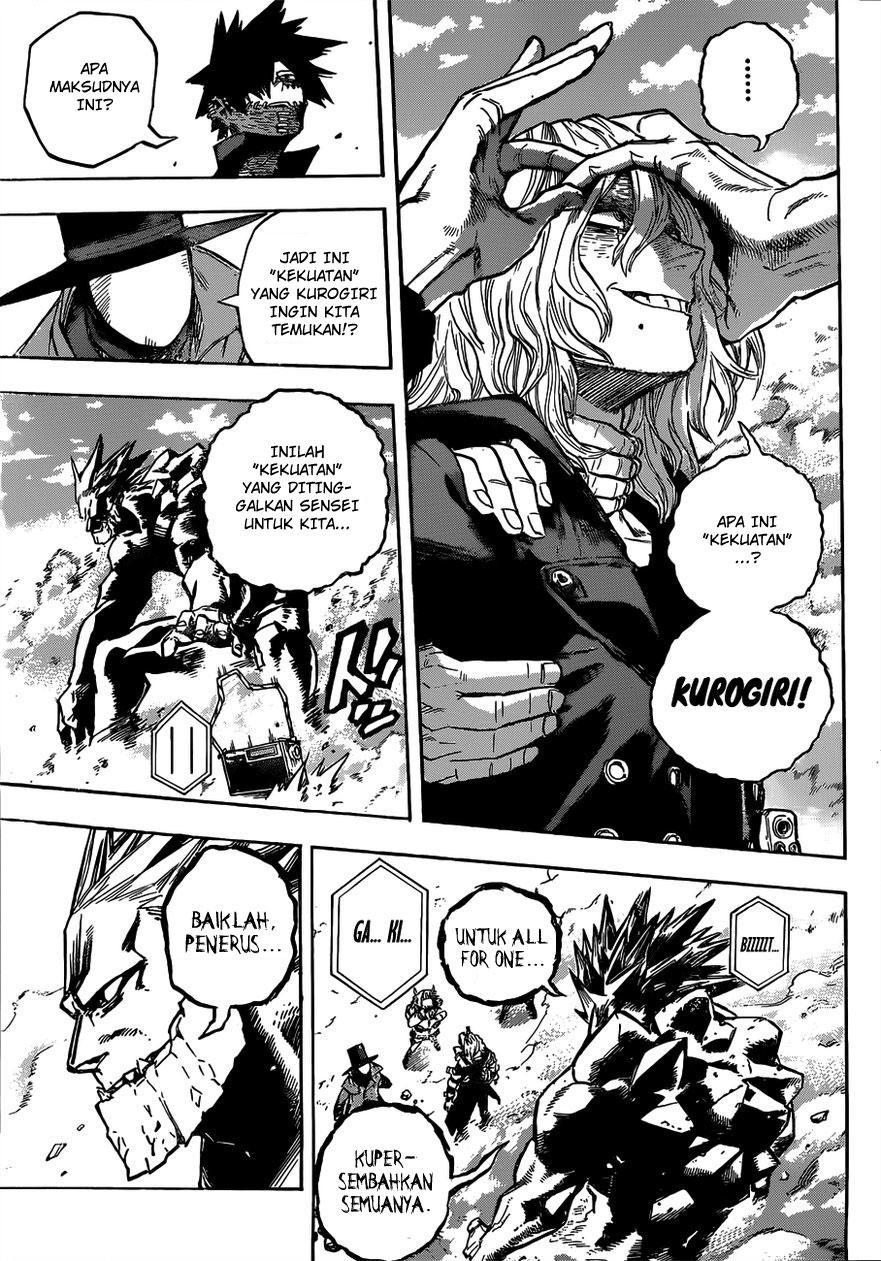 ......
APA INI
"KEKUATAN"
...?
KUROGIRI!
APA
MAKSUDNYA
INI?
JADI INI
"KEKUATAN"
YANG KUROGIRI
INGIN KITA
TEMUKAN!?
INILAH
"KEKUATAN"
YANG DITING-
GALKAN SENSEI
UNTUK KITA...
UNTUK ALL
FOR ONE...
GA... KI...
KUPER-
SEMBAHKAN
SEMUANYA.
BAIKLAH,
PENERUS...